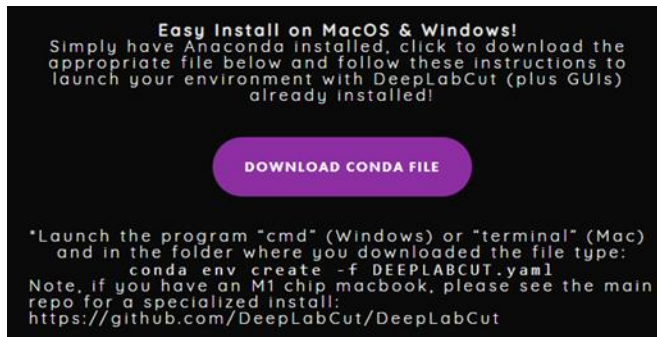 Easy Install on MacOS & Windows!
Simply have Anaconda installed, click to download the
appropriate file below and follow these instructions to
launch your environment with DeepLabCut (plus GUIs)
already installed!
DOWNLOAD CONDA FILE
*Launch the program “cmd” (Windows) or “terminal” (Mac)
and in the folder where you downloaded the file type:
conda env create -f DEEPLABCUT.yaml
Note, if you have an M1 chip macbook, please see the main
repo for a specialized install:
https://github.com/DeepLabCut/DeepLabCut